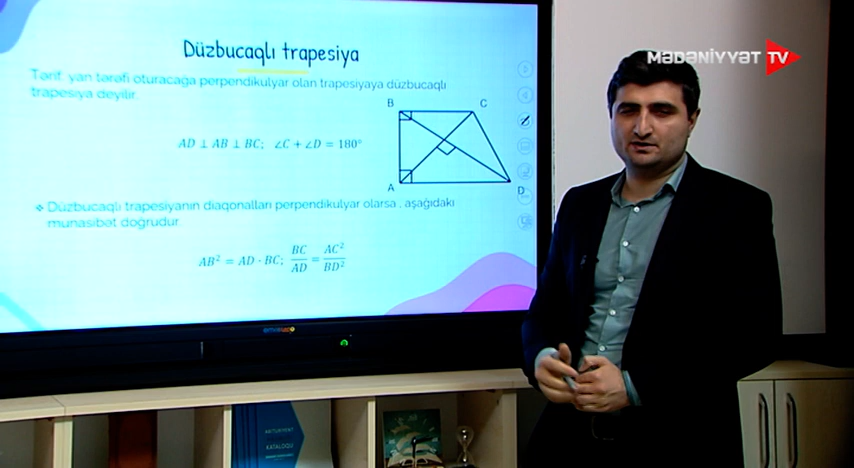 MƏDƏNİYYƏT TV
Düzbucaqlı trapesiya
Tərif yan tərəfi oturacağa perpendikulyar olan trapesiyaya düzbucaqlı
trapesiya deyilir.
B C
AD ⊥ AB ⊥ BC; ∠C + ∠D = 180°
A D
❖ Düzbucaqlı trapesiyanın diaqonalları perpendikulyar olarsa , aşağıdakı
münasibət doğrudur
AB² = AD · BC; BC/AD = AC²/BD²
KATALOQU